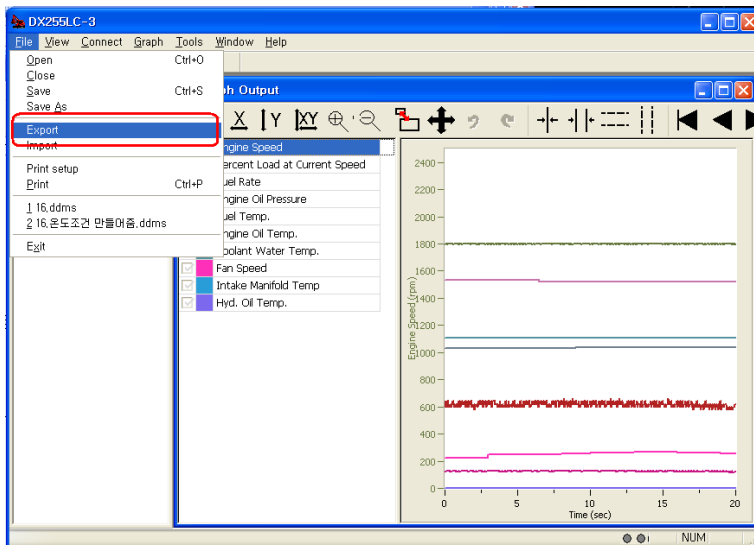 DX255LC-3
File View Connect Graph Tools Window Help
Open Ctrl+O
Close
Save Ctrl+S
Save As
Export
Import
Print setup
Print Ctrl+P
1 16,ddms
2 16,온도조건 만들어줌,ddms
Exit
ph Output
X Y XY
ngine Speed
ercent Load at Current Speed
uel Rate
ngine Oil Pressure
uel Temp.
ngine Oil Temp.
oolant Water Temp.
Fan Speed
Intake Manifold Temp
Hyd. Oil Temp.
Engine Speed (rpm)
2400
2200
2000
1800
1600
1400
1200
1000
800
600
400
200
0
0 5 10 15 20
Time (sec)
NUM